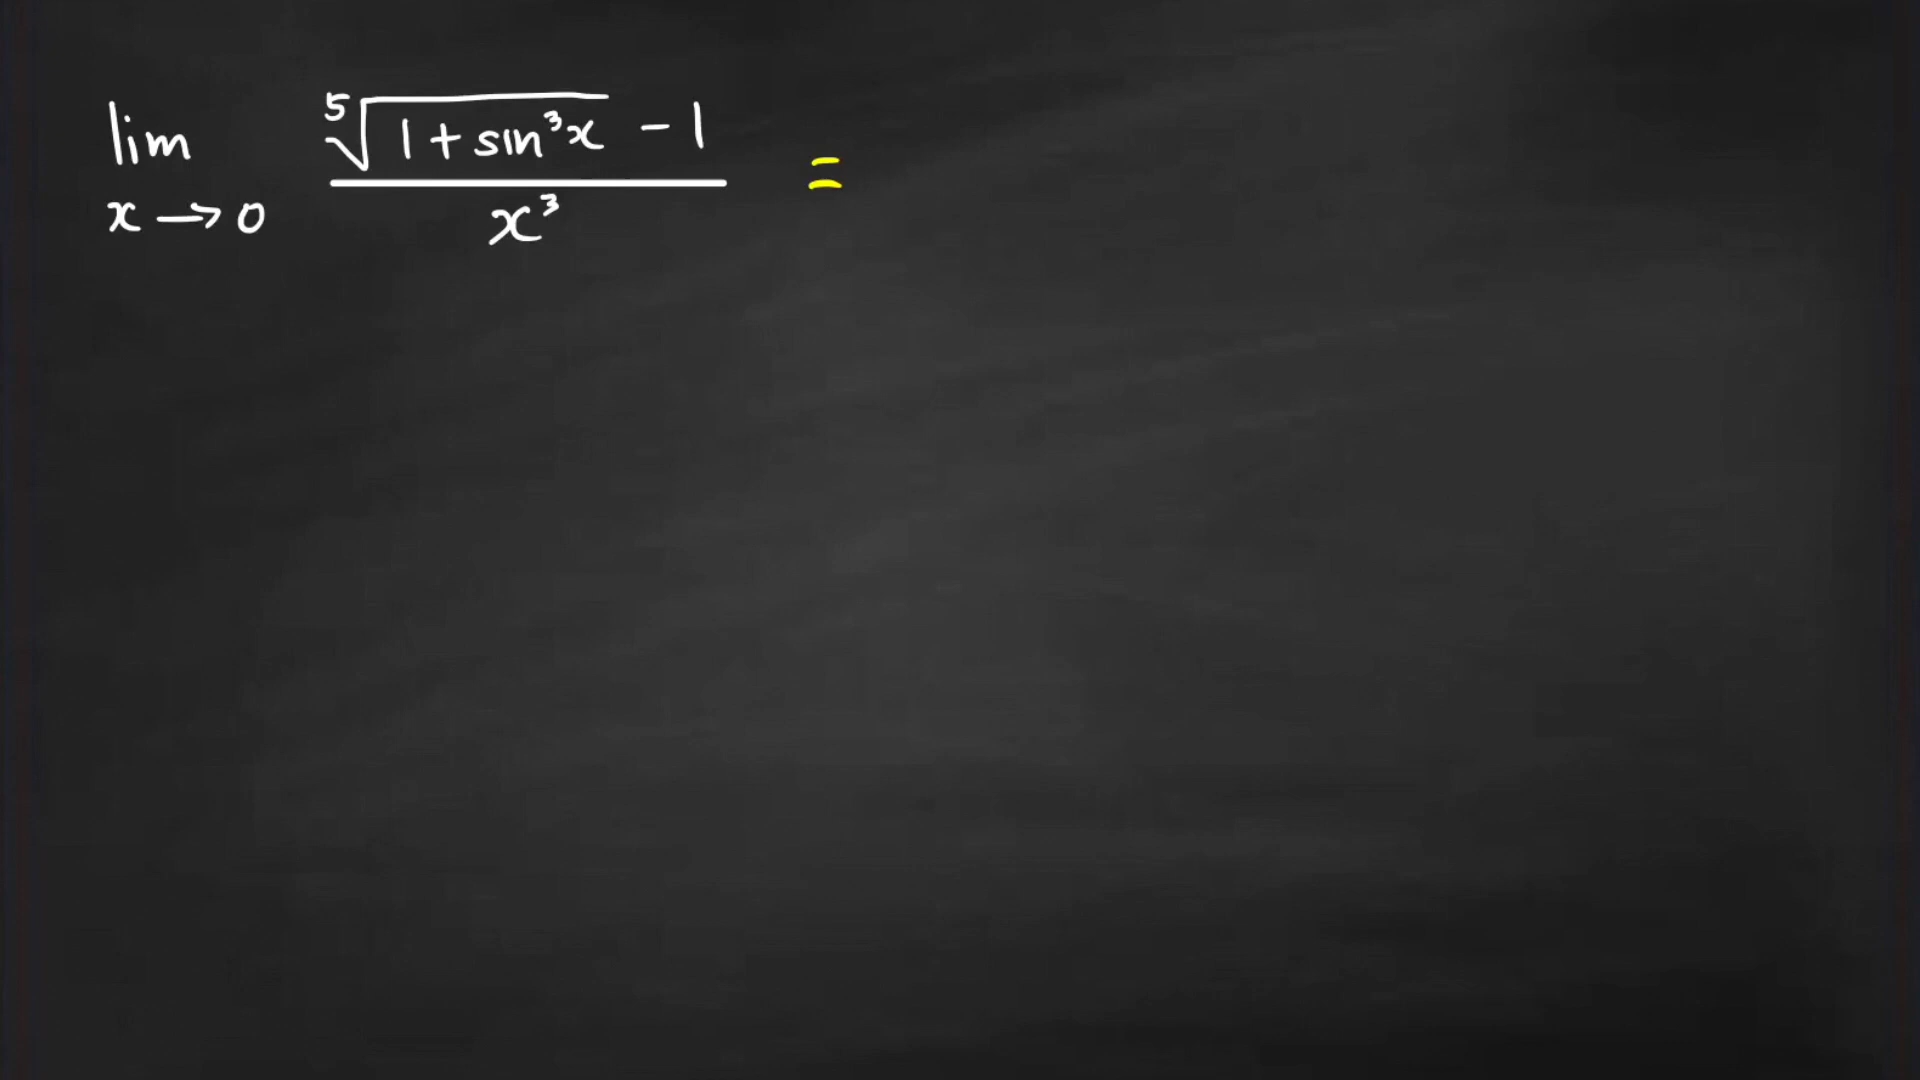 lim ⁵√(1 + sin³x) - 1 =
x → 0 x³